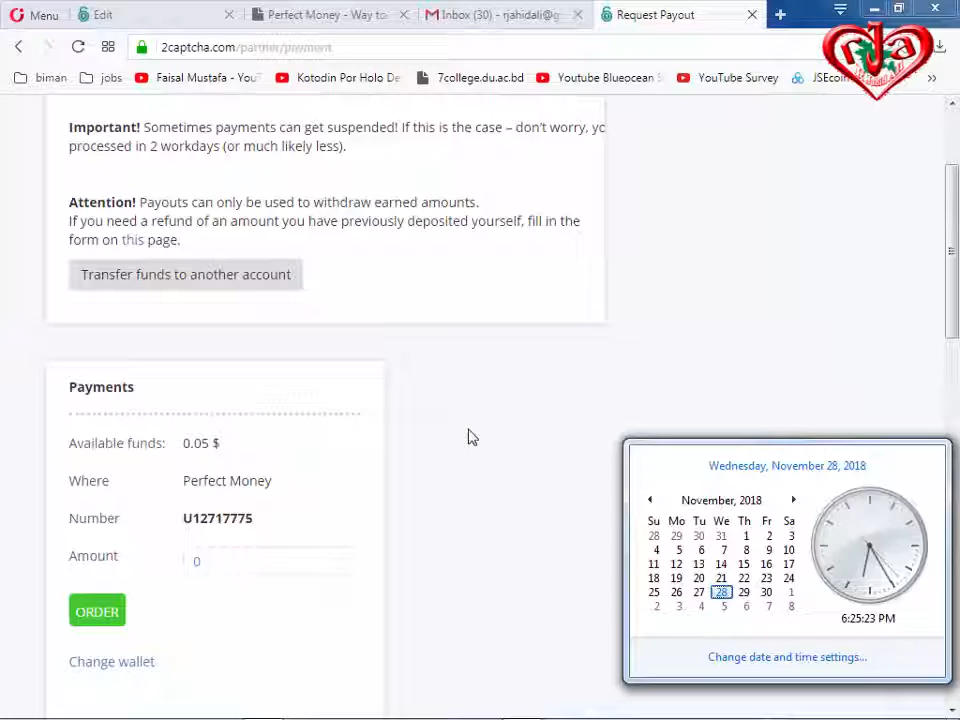 Menu
Edit
Perfect Money - Way to
Inbox (30) - rjahidali@g
Request Payout
2captcha.com/partner/payment
biman
jobs
Faisal Mustafa - You
Kotodin Por Holo De
7college.du.ac.bd
Youtube Blueocean S
YouTube Survey
JSEcoin
Important! Sometimes payments can get suspended! If this is the case – don't worry, yo
processed in 2 workdays (or much likely less).
Attention! Payouts can only be used to withdraw earned amounts.
If you need a refund of an amount you have previously deposited yourself, fill in the
form on this page.
Transfer funds to another account
Payments
Available funds: 0.05 $
Where Perfect Money
Number U12717775
Amount 0
ORDER
Change wallet
Wednesday, November 28, 2018
November, 2018
Su Mo Tu We Th Fr Sa
28 29 30 31 1 2 3
4 5 6 7 8 9 10
11 12 13 14 15 16 17
18 19 20 21 22 23 24
25 26 27 28 29 30 1
2 3 4 5 6 7 8
6:25:23 PM
Change date and time settings...